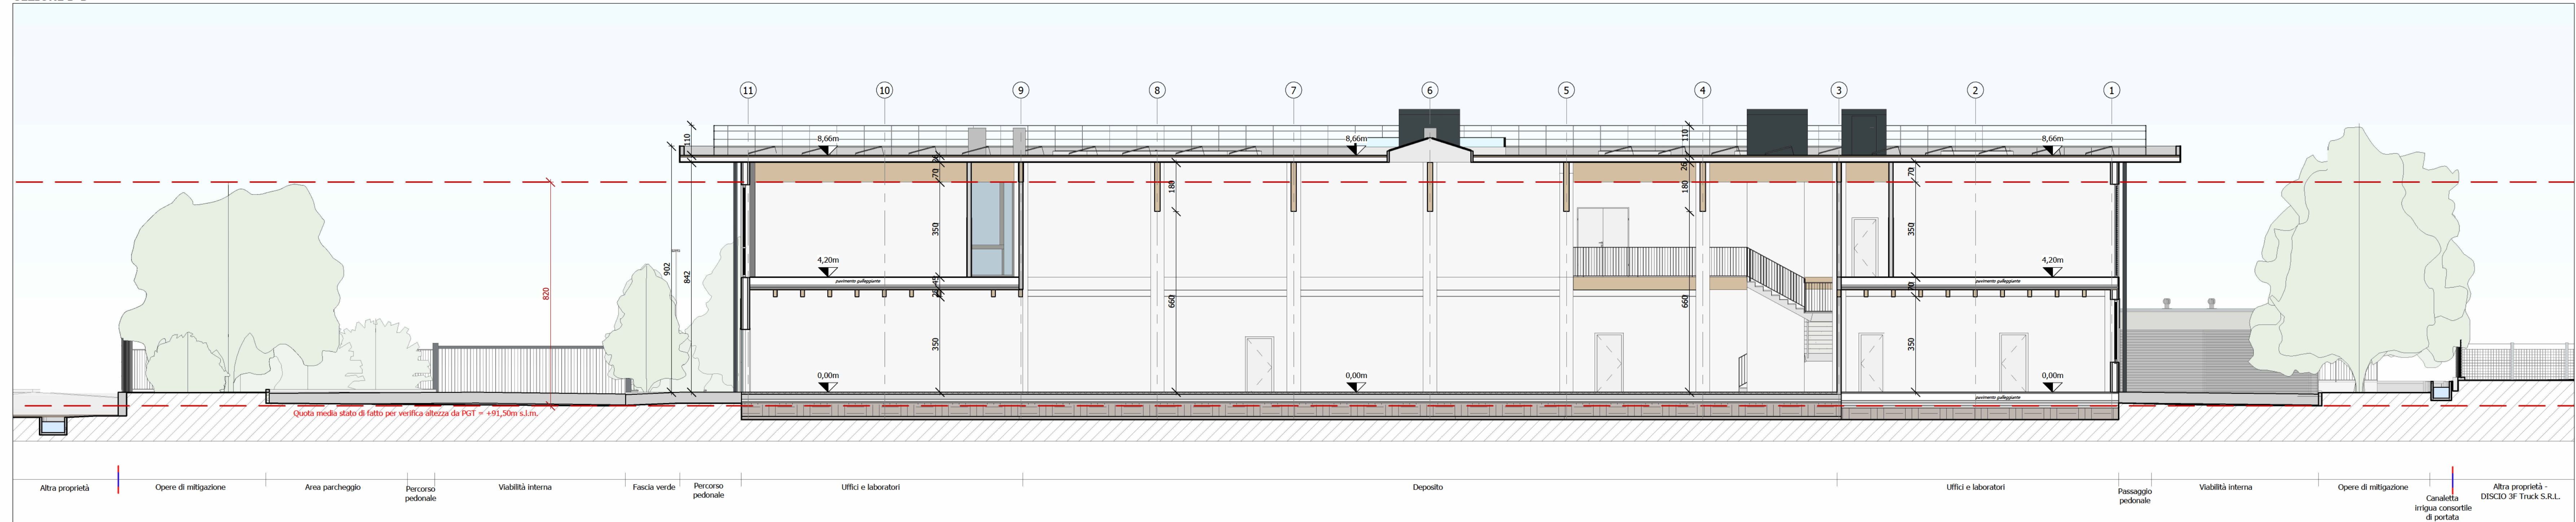 11
10
9
8
7
6
5
4
3
2
1
110
8,66m
8,66m
110
8,66m
70
26
70
180
180
820
902
842
350
350
4,20m
4,20m
pavimento galleggiante
45
pavimento galleggiante
70
660
660
350
350
0,00m
0,00m
0,00m
pavimento galleggiante
Quota media stato di fatto per verifica altezza da PGT = +91,50m s.l.m.
Altra proprietà
Opere di mitigazione
Area parcheggio
Percorso
pedonale
Viabilità interna
Fascia verde
Percorso
pedonale
Uffici e laboratori
Deposito
Uffici e laboratori
Passaggio
pedonale
Viabilità interna
Opere di mitigazione
Canaletta
irrigua consortile
di portata
Altra proprietà -
DISCIO 3F Truck S.R.L.